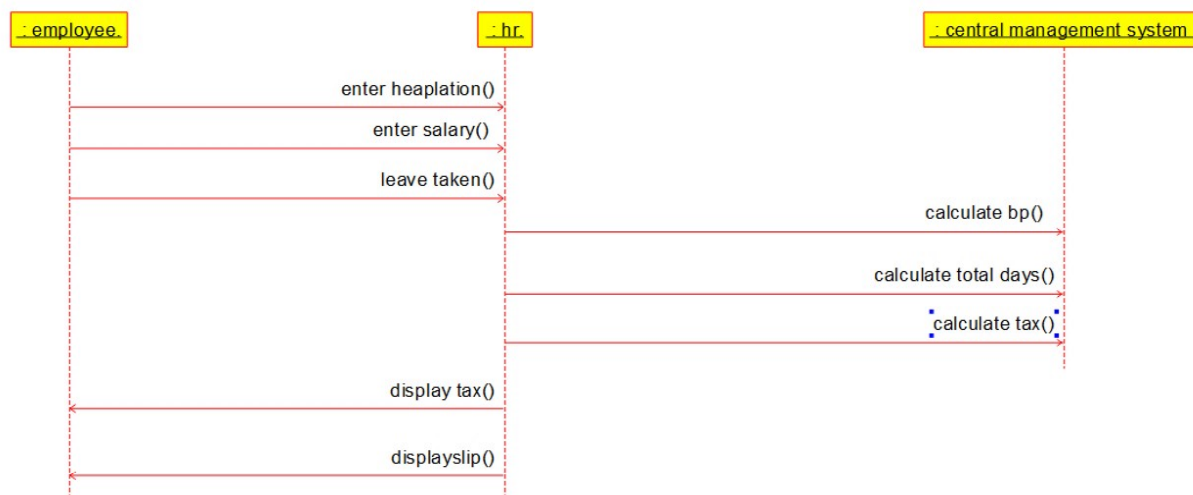 : employee.
: hr.
: central management system
enter heaplation()
enter salary()
leave taken()
calculate bp()
calculate total days()
calculate tax()
display tax()
displayslip()